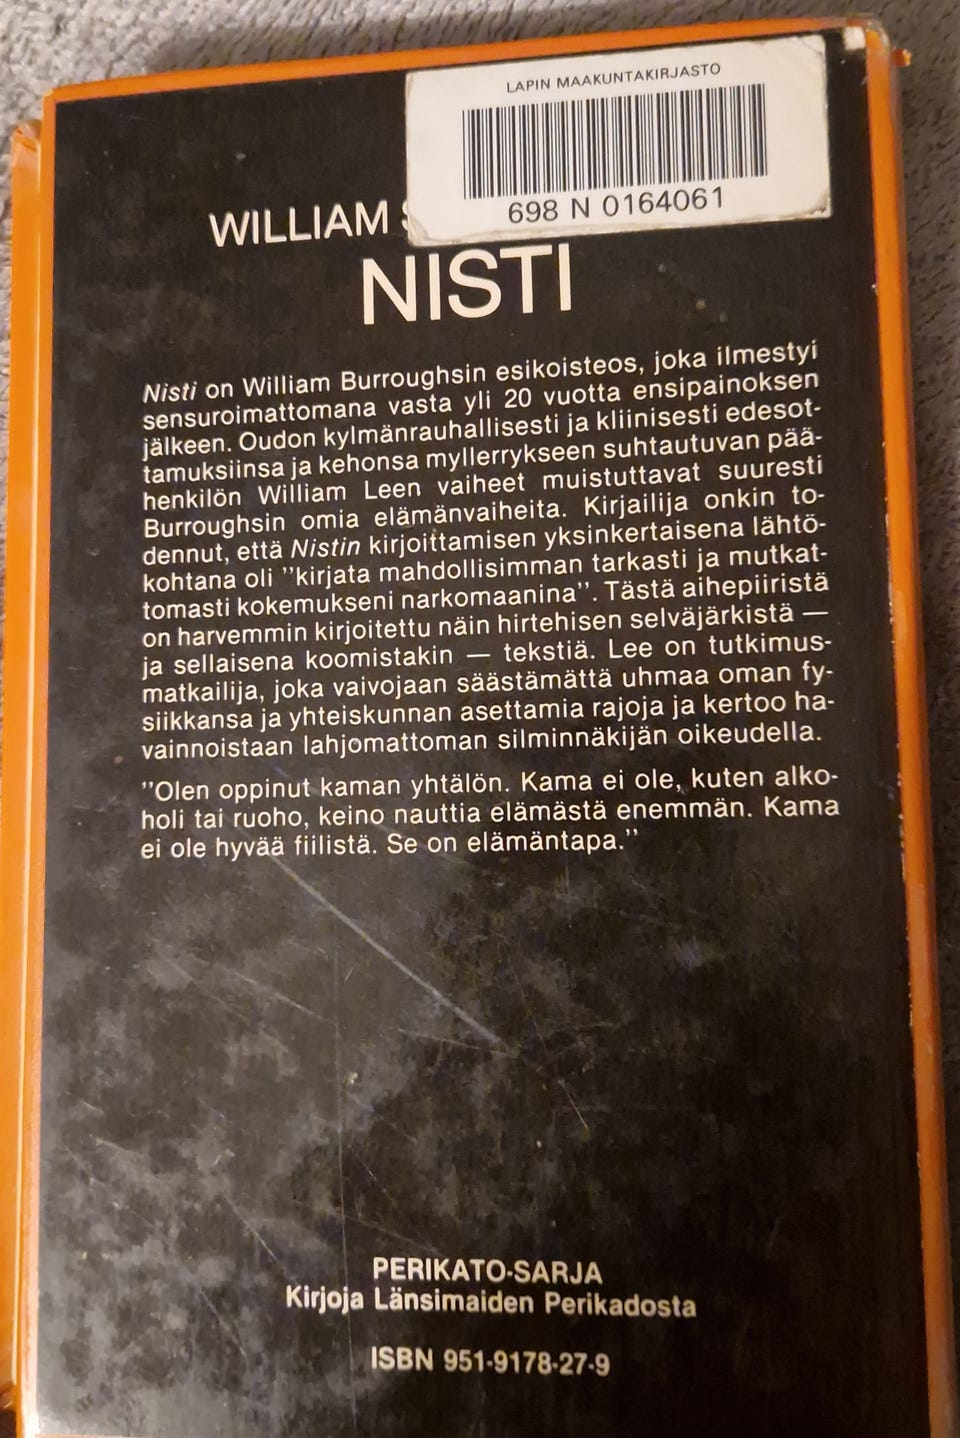 LAPIN MAAKUNTAKIRJASTO
698 N 0164061
WILLIAM
NISTI
Nisti on William Burroughsin esikoisteos, joka ilmestyi
sensuroimattomana vasta yli 20 vuotta ensipainoksen
jälkeen. Oudon kylmänrauhallisesti ja kliinisesti edesot-
tamuksiinsa ja kehonsa myllerrykseen suhtautuvan pää-
henkilön William Leen vaiheet muistuttavat suuresti
Burroughsin omia elämänvaiheita. Kirjailija onkin to-
dennut, että Nistin kirjoittamisen yksinkertaisena lähtö-
kohtana oli ”kirjata mahdollisimman tarkasti ja mutkat-
tomasti kokemukseni narkomaanina”. Tästä aihepiiristä
on harvemmin kirjoitettu näin hirtehisen selväjärkistä —
ja sellaisena koomistakin — tekstiä. Lee on tutkimus-
matkailija, joka vaivojaan säästämättä uhmaa oman fy-
siikkansa ja yhteiskunnan asettamia rajoja ja kertoo ha-
vainnoistaan lahjomattoman silminnäkijän oikeudella.
”Olen oppinut kaman yhtälön. Kama ei ole, kuten alko-
holi tai ruoho, keino nauttia elämästä enemmän. Kama
ei ole hyvää fiilistä. Se on elämäntapa.”
PERIKATO-SARJA
Kirjoja Länsimaiden Perikadosta
ISBN 951-9178-27-9